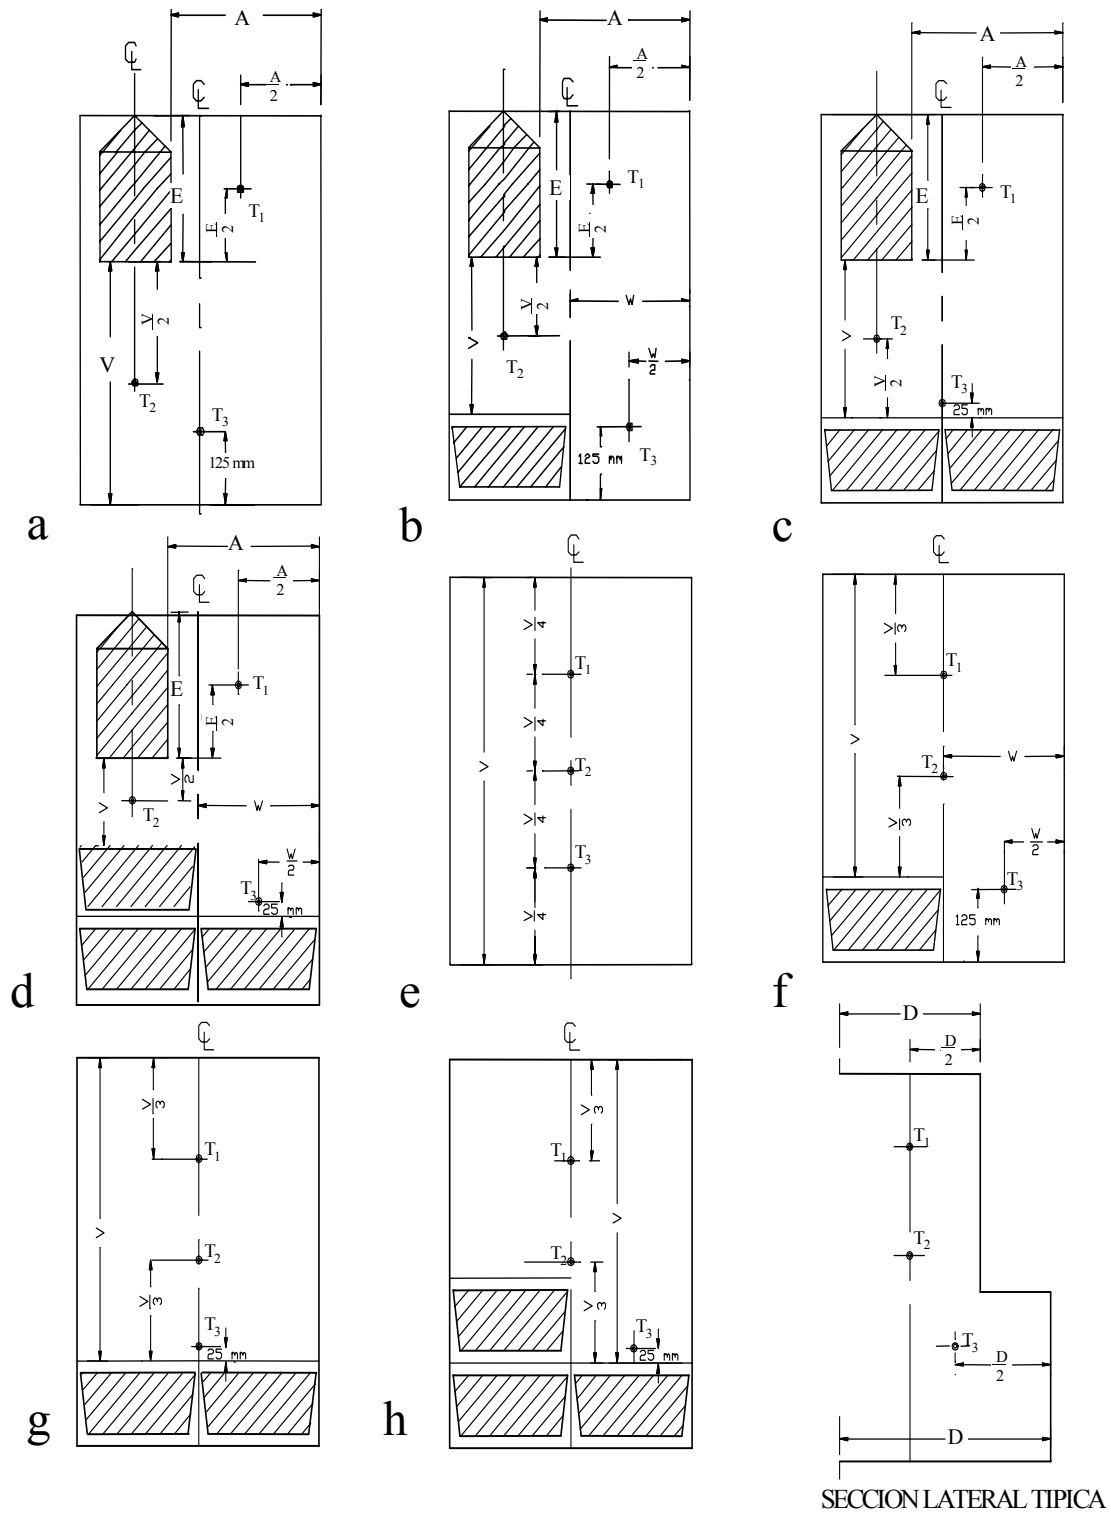 A
℄
℄
A/2
E
T1
E/2
V/2
V
T2
T3
125 mm
a
A
A/2
℄
E
T1
E/2
V/2
W
V
T2
W/2
125 mm
T3
b
A
A/2
℄
E
T1
E/2
V
T2
V/2
T3
25 mm
c
A
A/2
℄
E
T1
E/2
V/2
V
T2
W
W/2
T3
25 mm
d
℄
V/4
T1
V/4
V
T2
V/4
T3
V/4
e
℄
V/3
T1
V
T2
W
V/3
W/2
T3
125 mm
f
℄
V/3
T1
V
T2
V/3
T3
25 mm
g
℄
V/3
T1
V
T2
V/3
T3
25 mm
h
D
D/2
T1
T2
T3
D/2
D
SECCION LATERAL TIPICA